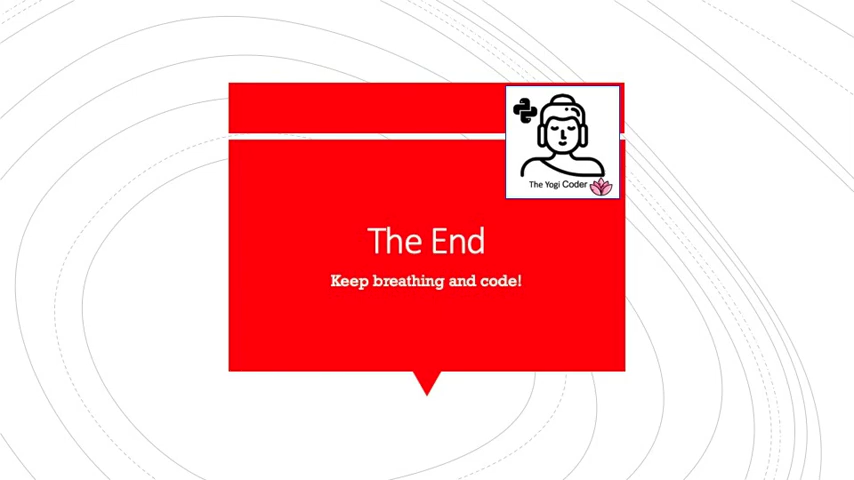 The Yogi Coder
The End
Keep breathing and code!